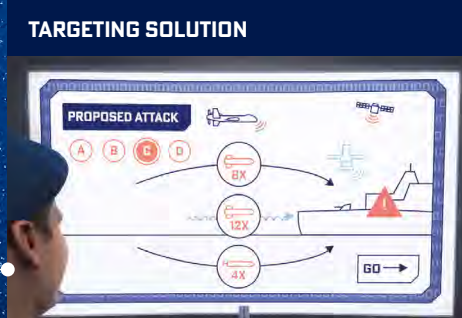 TARGETING SOLUTION
PROPOSED ATTACK
A B C D
8X
12X
4X
GO